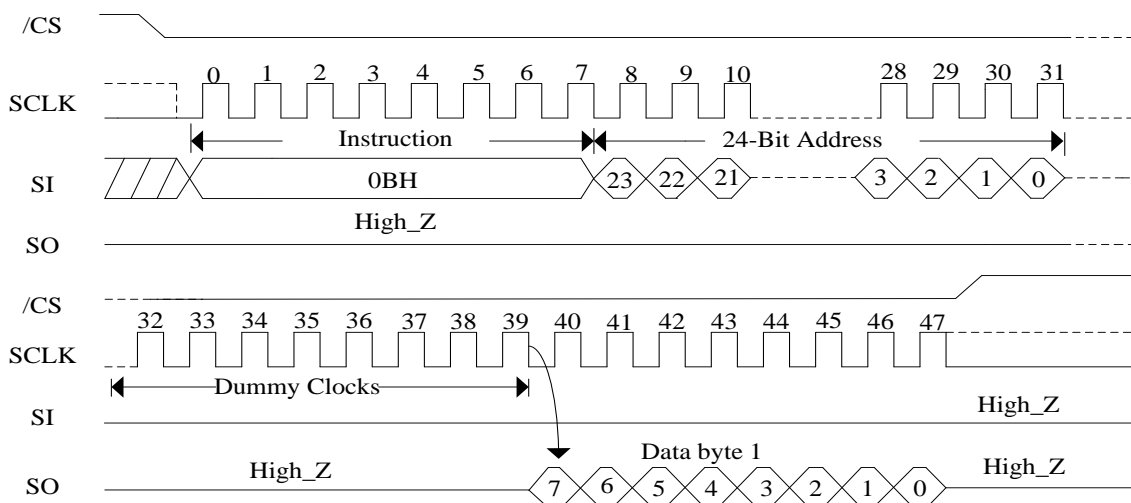 /CS
0 1 2 3 4 5 6 7 8 9 10 28 29 30 31
SCLK
Instruction 24-Bit Address
SI 0BH 23 22 21 3 2 1 0
High_Z
SO
/CS
32 33 34 35 36 37 38 39 40 41 42 43 44 45 46 47
SCLK
Dummy Clocks
SI High_Z
Data byte 1
SO High_Z 7 6 5 4 3 2 1 0 High_Z